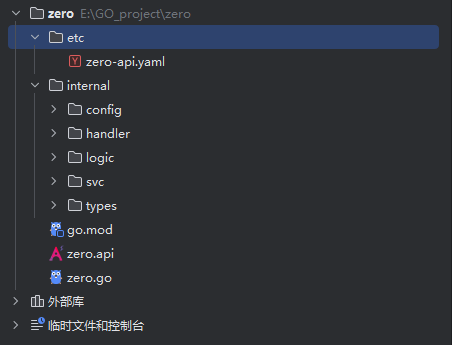 zero E:\GO_project\zero
etc
zero-api.yaml
internal
config
handler
logic
svc
types
go.mod
zero.api
zero.go
外部库
临时文件和控制台